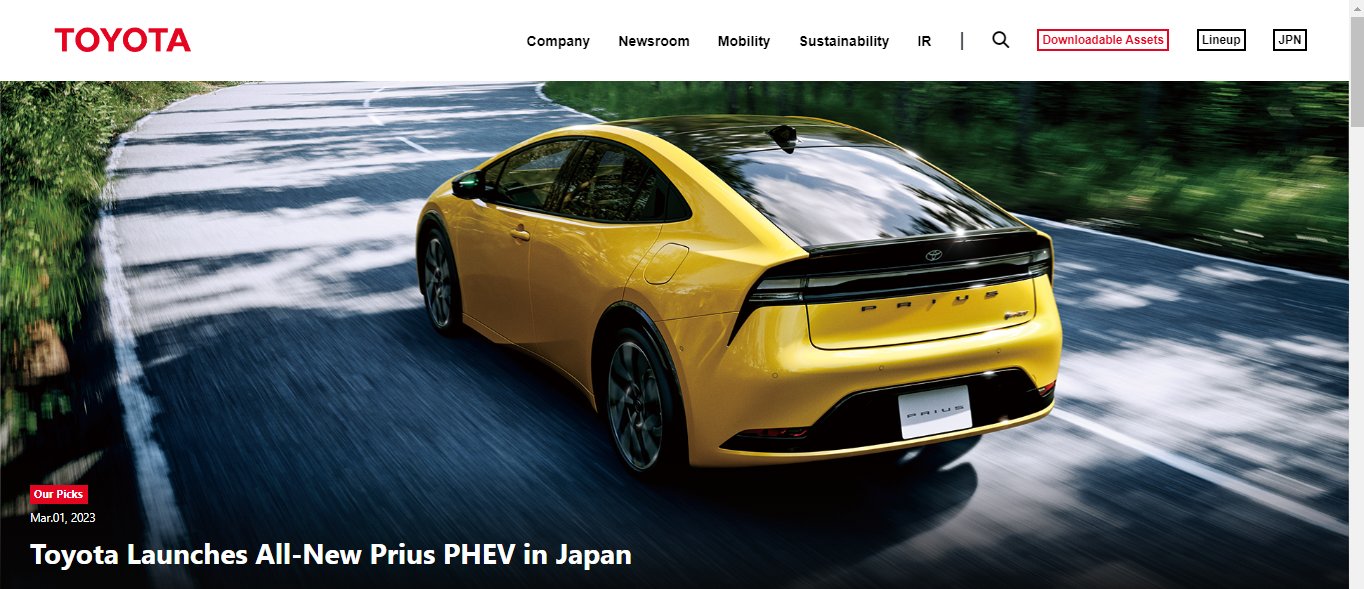 TOYOTA
Company Newsroom Mobility Sustainability IR | Downloadable Assets Lineup JPN
PRIUS
PRIUS
Our Picks
Mar.01, 2023
Toyota Launches All-New Prius PHEV in Japan